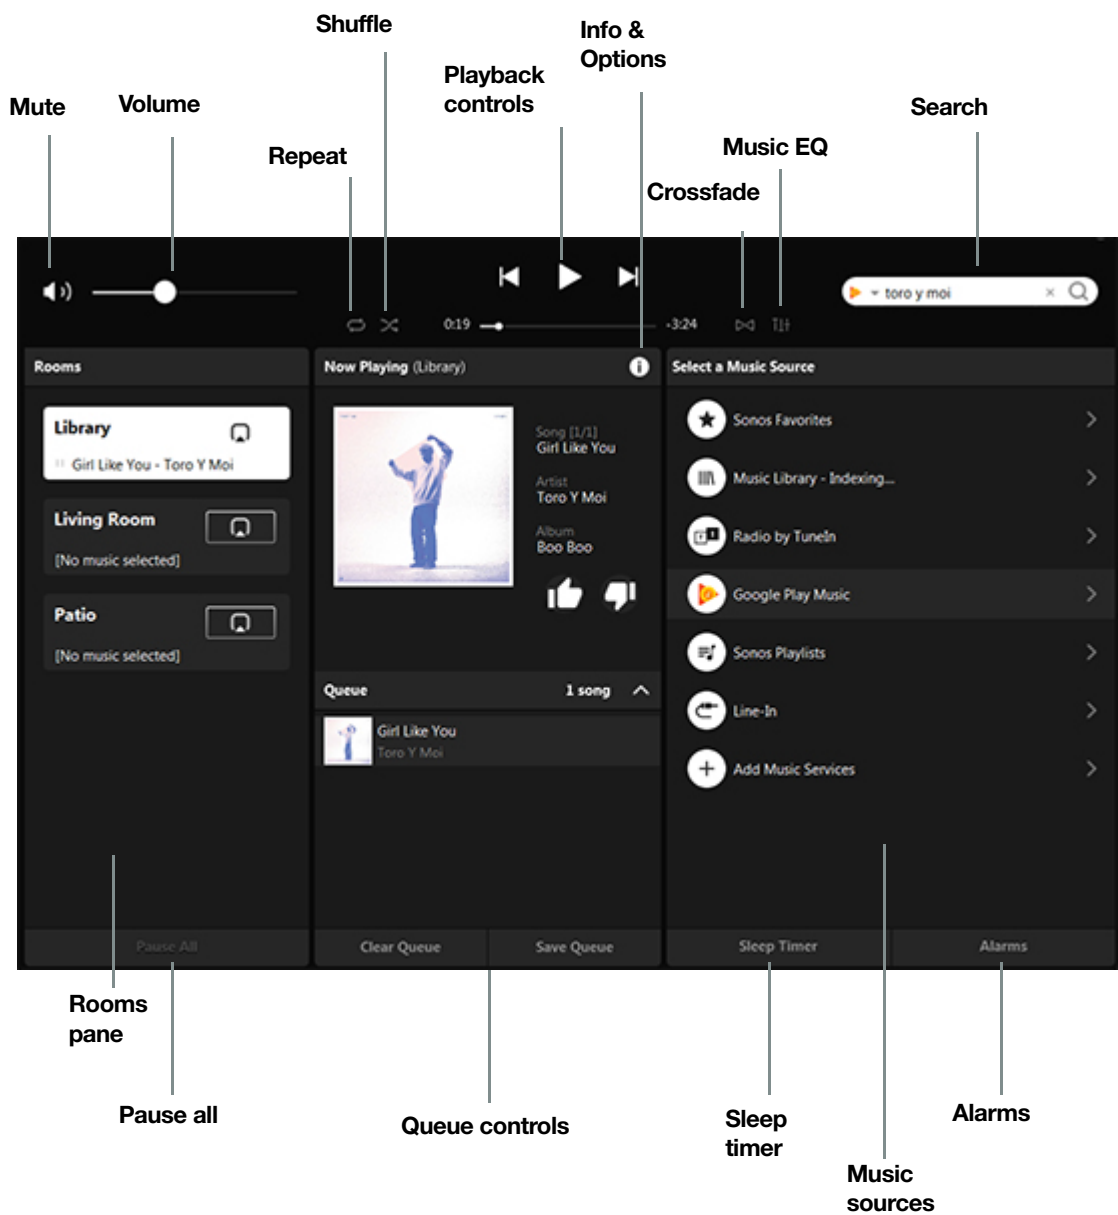 Shuffle
Info &
Options
Playback
controls
Mute
Volume
Search
Repeat
Music EQ
Crossfade
toro y moi
0:19
-3:24
Rooms
Now Playing (Library)
Select a Music Source
Library
Girl Like You - Toro Y Moi
Living Room
[No music selected]
Patio
[No music selected]
Song [1/1]
Girl Like You
Artist
Toro Y Moi
Album
Boo Boo
Queue
1 song
Girl Like You
Toro Y Moi
Sonos Favorites
Music Library - Indexing...
Radio by TuneIn
Google Play Music
Sonos Playlists
Line-In
Add Music Services
Pause All
Clear Queue
Save Queue
Sleep Timer
Alarms
Rooms
pane
Pause all
Queue controls
Sleep
timer
Alarms
Music
sources